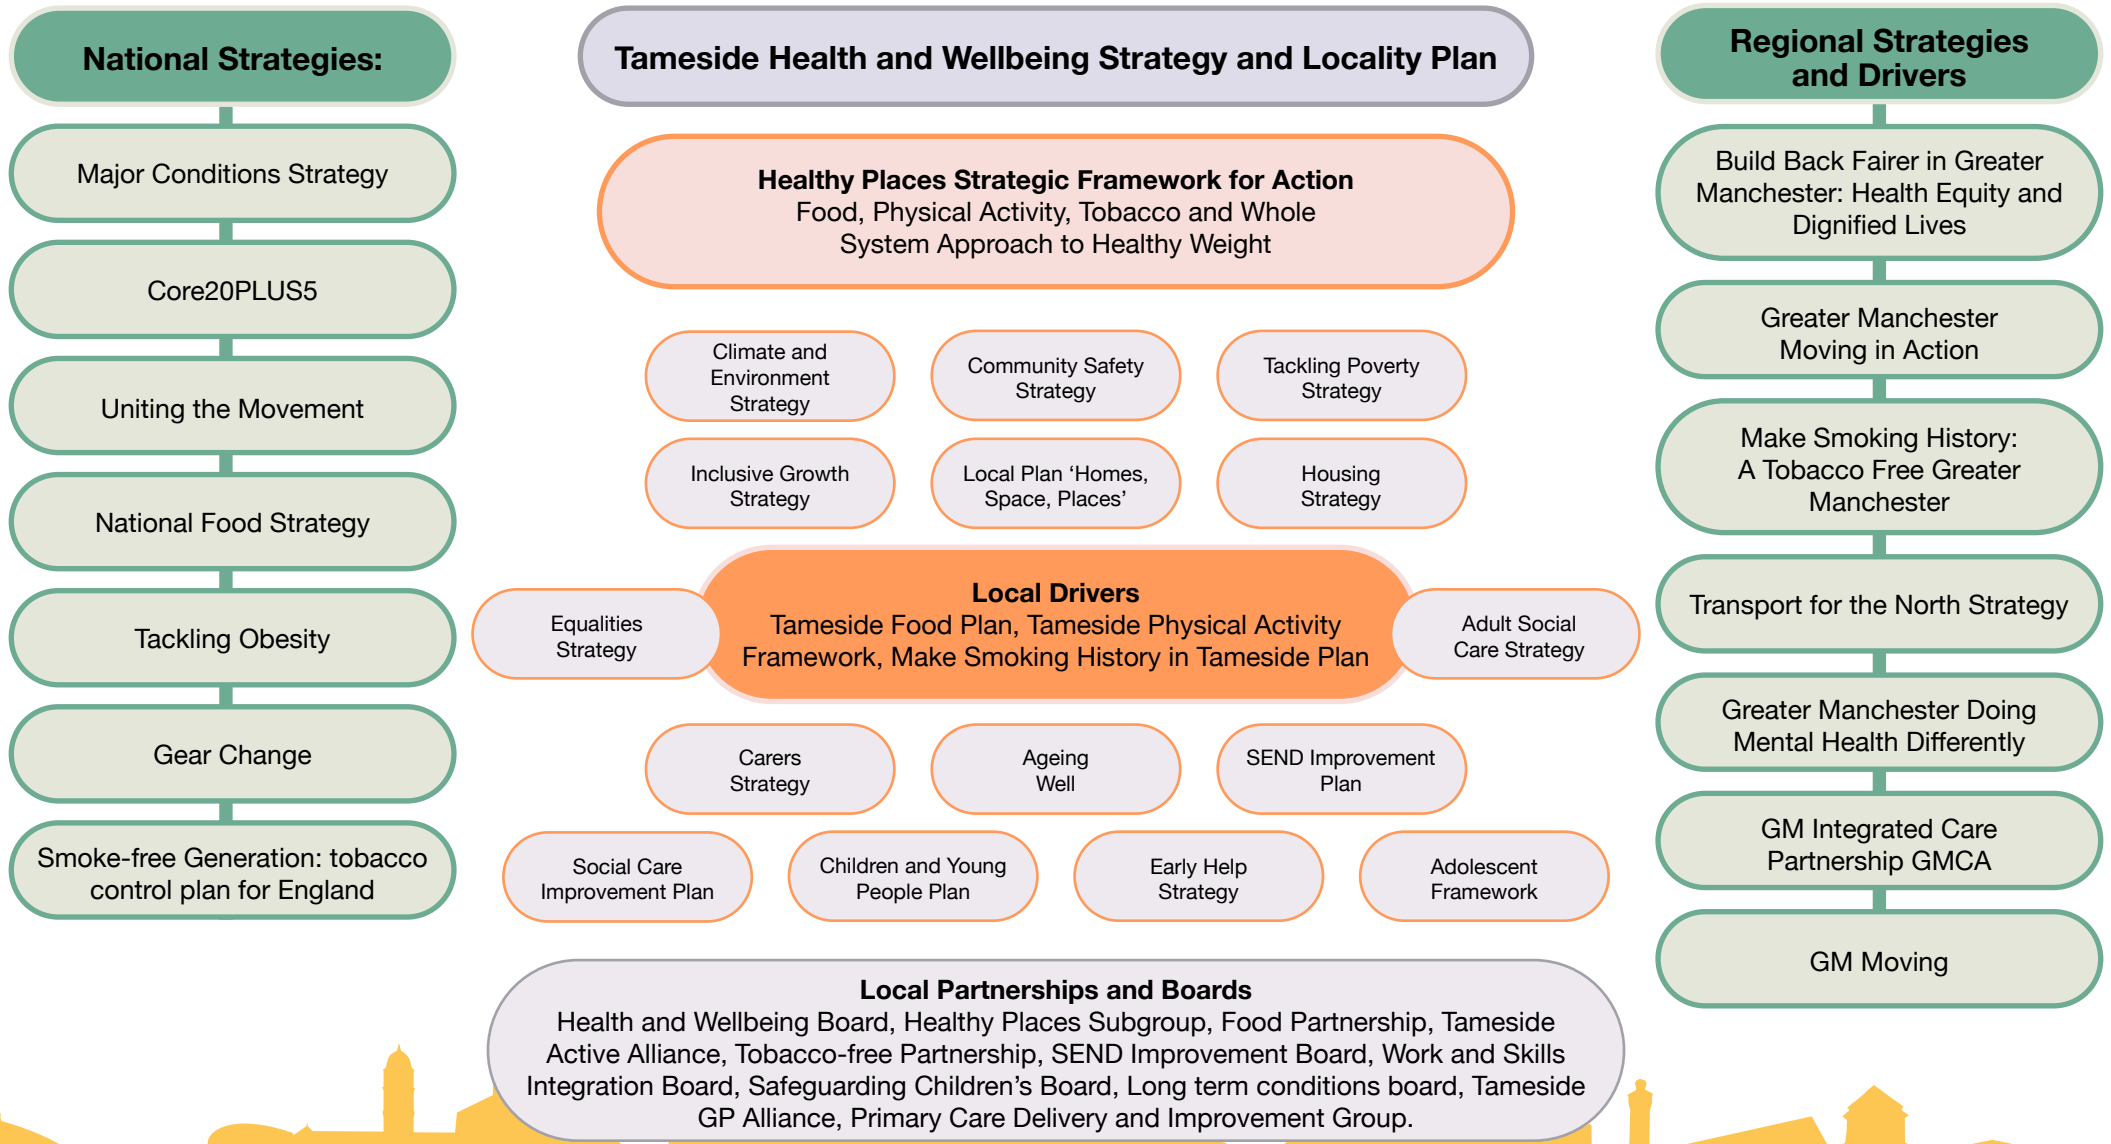 National Strategies:
Major Conditions Strategy
Core20PLUS5
Uniting the Movement
National Food Strategy
Tackling Obesity
Gear Change
Smoke-free Generation: tobacco
control plan for England
Tameside Health and Wellbeing Strategy and Locality Plan
Healthy Places Strategic Framework for Action
Food, Physical Activity, Tobacco and Whole
System Approach to Healthy Weight
Climate and
Environment
Strategy
Community Safety
Strategy
Tackling Poverty
Strategy
Inclusive Growth
Strategy
Local Plan ‘Homes,
Space, Places’
Housing
Strategy
Equalities
Strategy
Local Drivers
Tameside Food Plan, Tameside Physical Activity
Framework, Make Smoking History in Tameside Plan
Adult Social
Care Strategy
Carers
Strategy
Ageing
Well
SEND Improvement
Plan
Social Care
Improvement Plan
Children and Young
People Plan
Early Help
Strategy
Adolescent
Framework
Local Partnerships and Boards
Health and Wellbeing Board, Healthy Places Subgroup, Food Partnership, Tameside
Active Alliance, Tobacco-free Partnership, SEND Improvement Board, Work and Skills
Integration Board, Safeguarding Children’s Board, Long term conditions board, Tameside
GP Alliance, Primary Care Delivery and Improvement Group.
Regional Strategies
and Drivers
Build Back Fairer in Greater
Manchester: Health Equity and
Dignified Lives
Greater Manchester
Moving in Action
Make Smoking History:
A Tobacco Free Greater
Manchester
Transport for the North Strategy
Greater Manchester Doing
Mental Health Differently
GM Integrated Care
Partnership GMCA
GM Moving